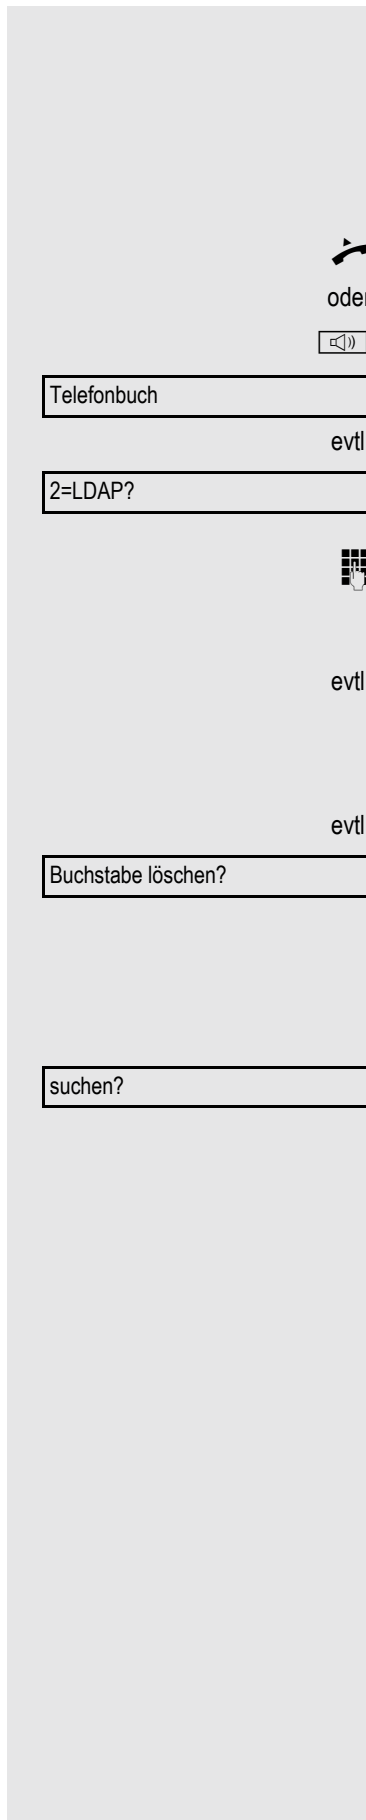 oder
Telefonbuch
evtl
2=LDAP?
evtl
evtl
Buchstabe löschen?
suchen?